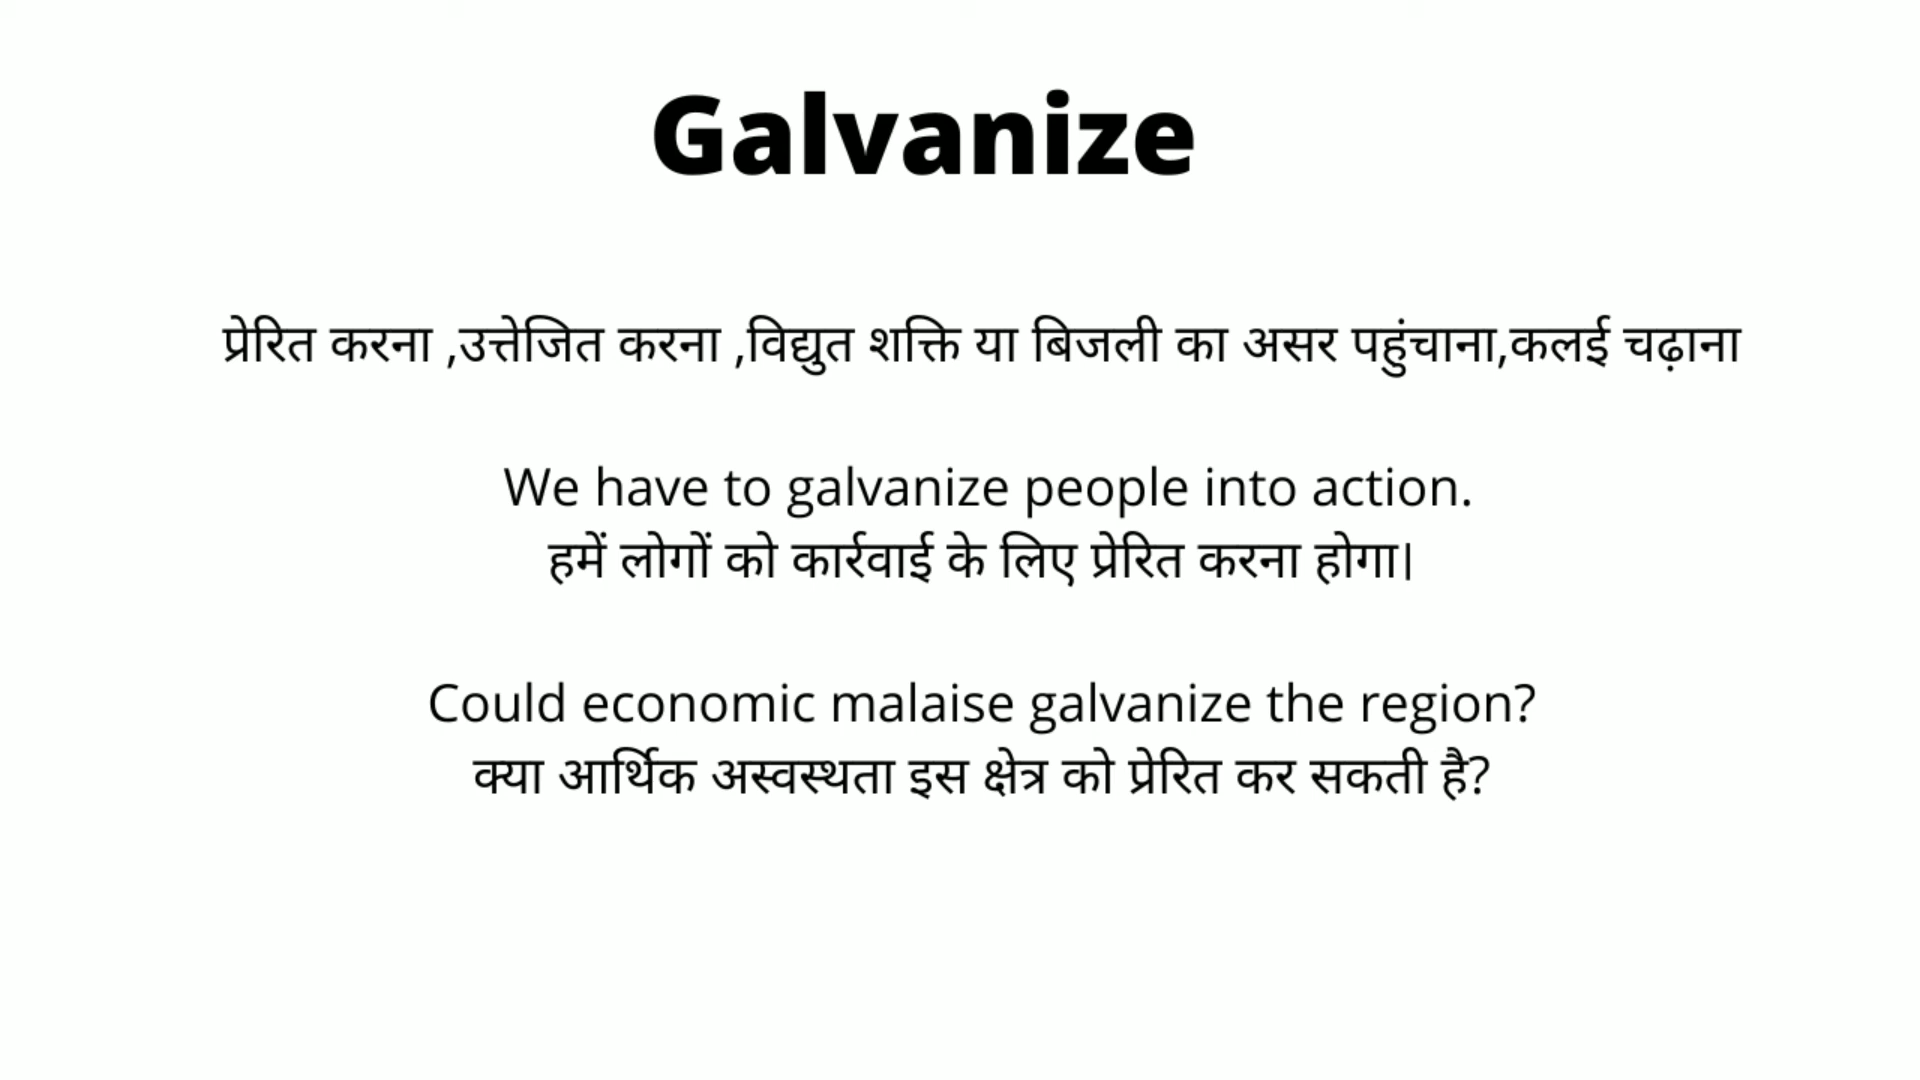 Galvanize
प्रेरित करना ,उत्तेजित करना ,विद्युत शक्ति या बिजली का असर पहुंचाना,कलई चढ़ाना
We have to galvanize people into action.
हमें लोगों को कार्रवाई के लिए प्रेरित करना होगा।
Could economic malaise galvanize the region?
क्या आर्थिक अस्वस्थता इस क्षेत्र को प्रेरित कर सकती है?